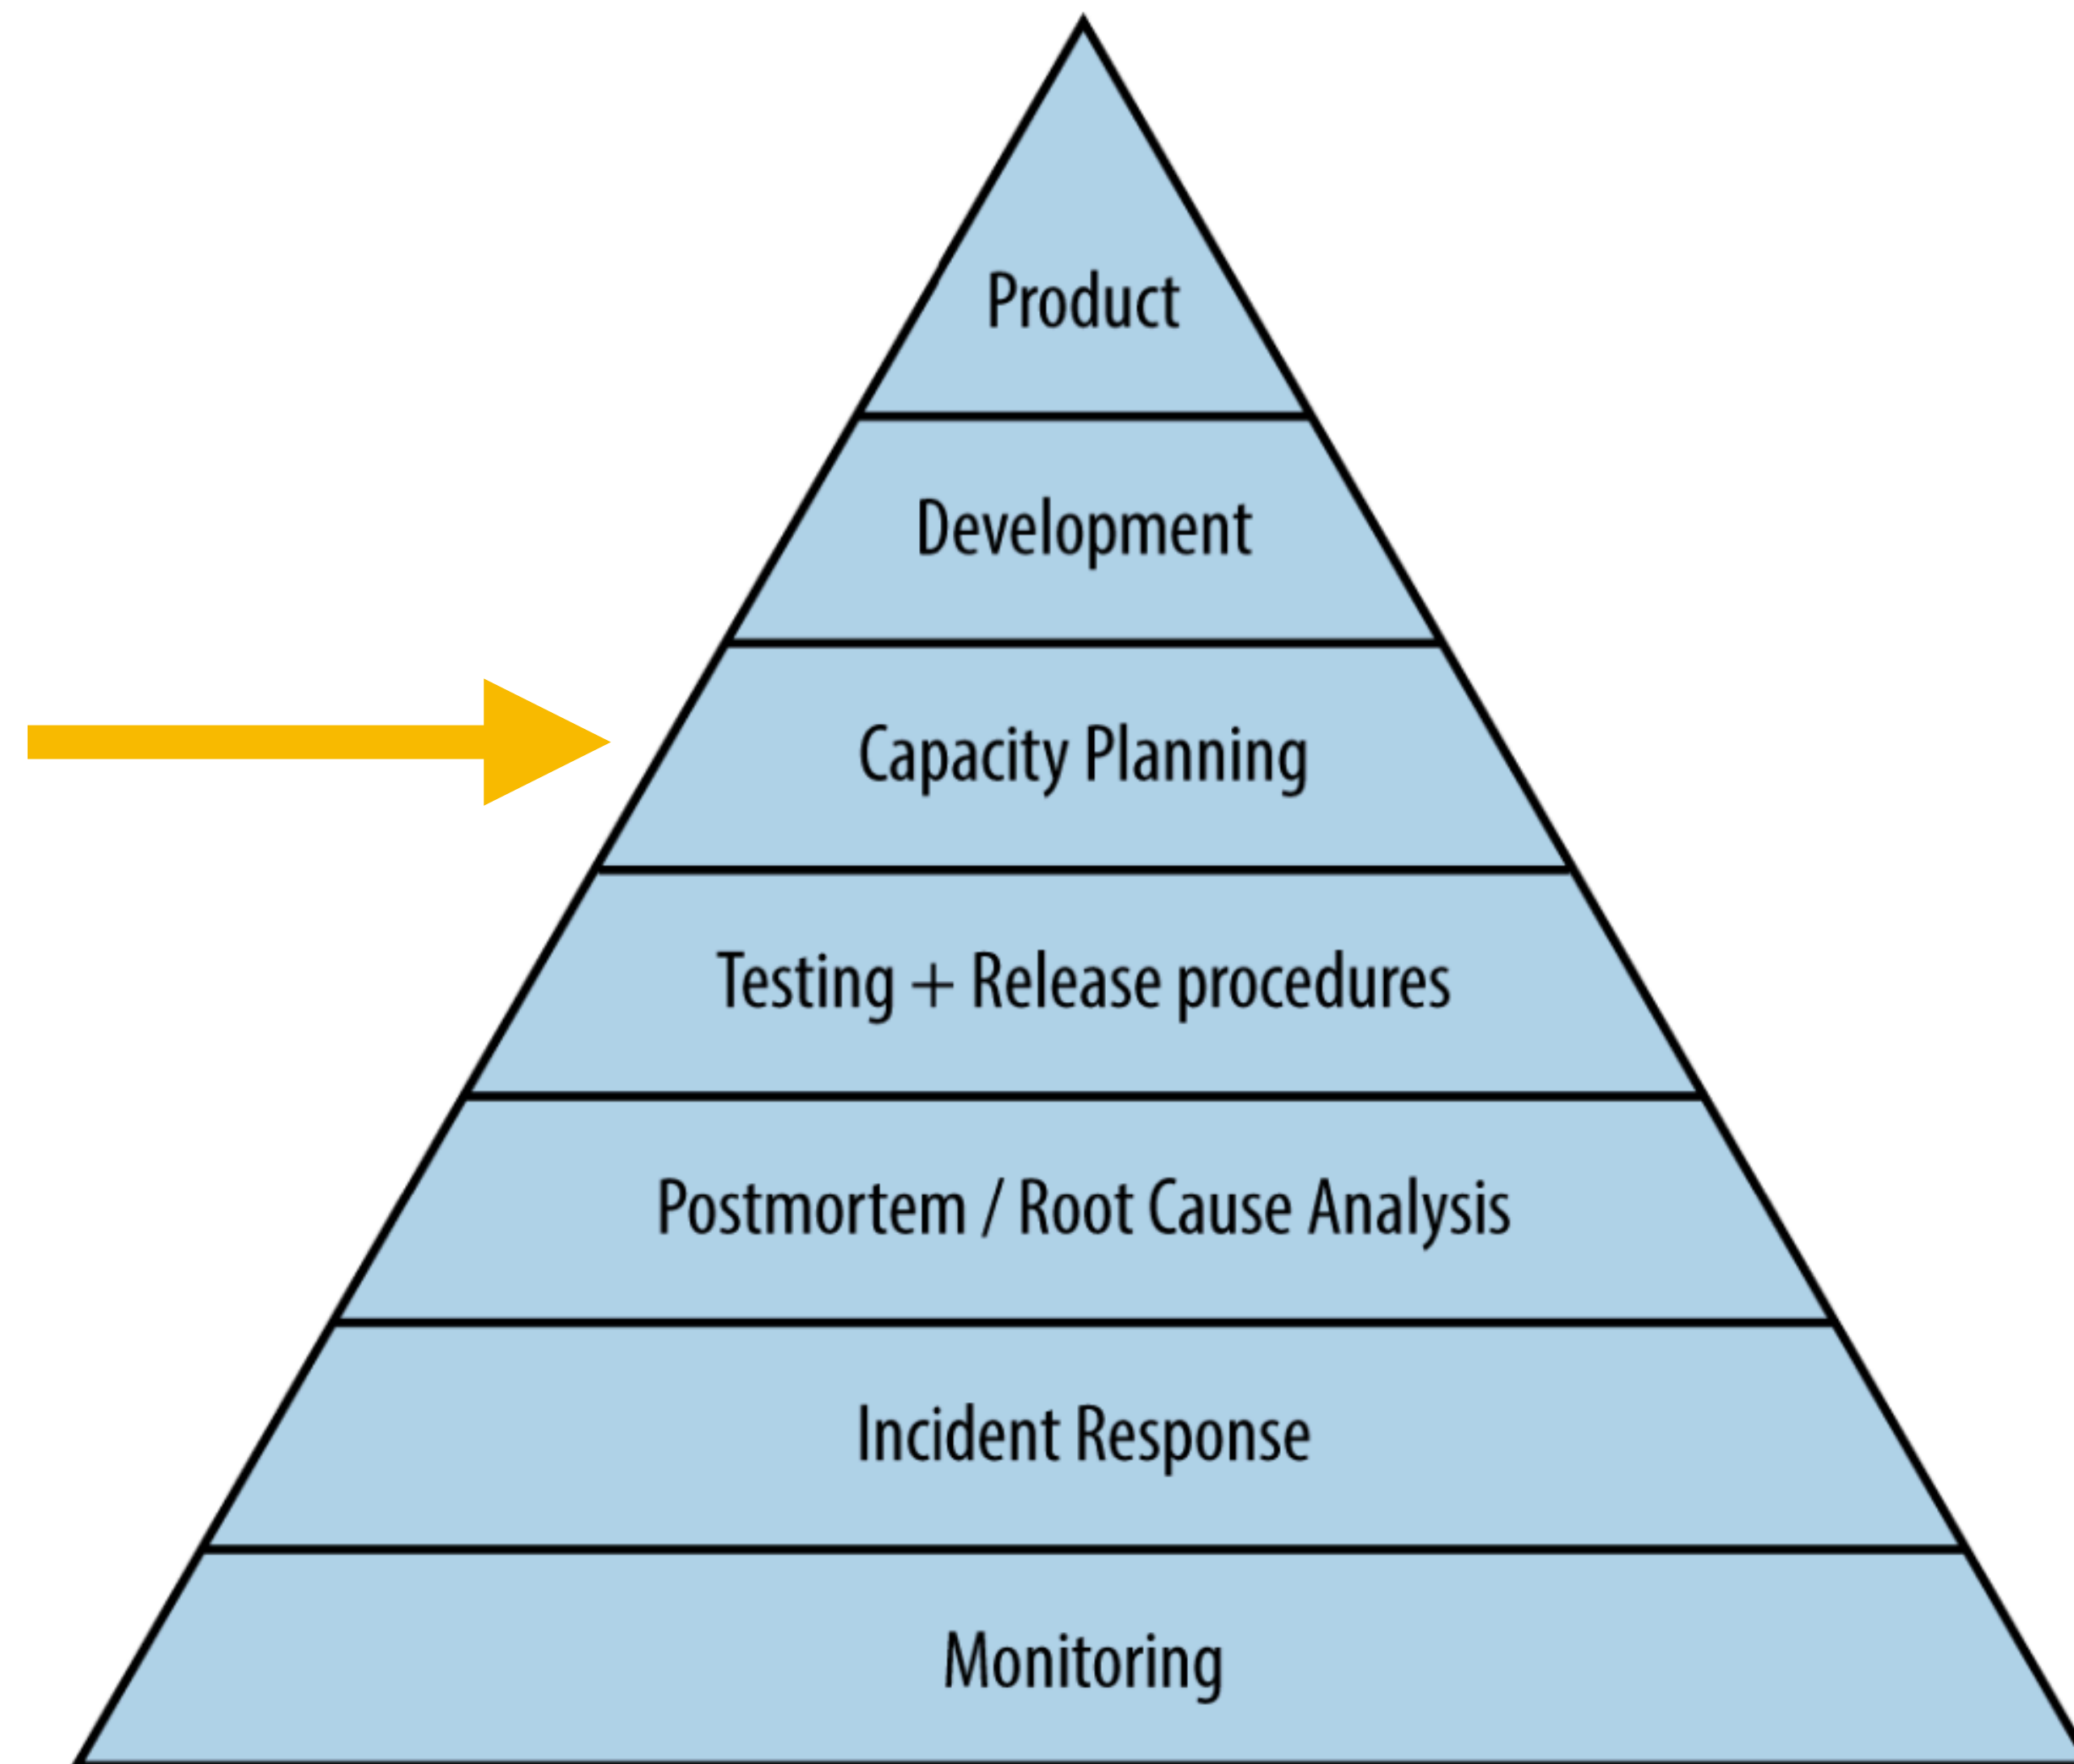 Product
Development
Capacity Planning
Testing + Release procedures
Postmortem / Root Cause Analysis
Incident Response
Monitoring